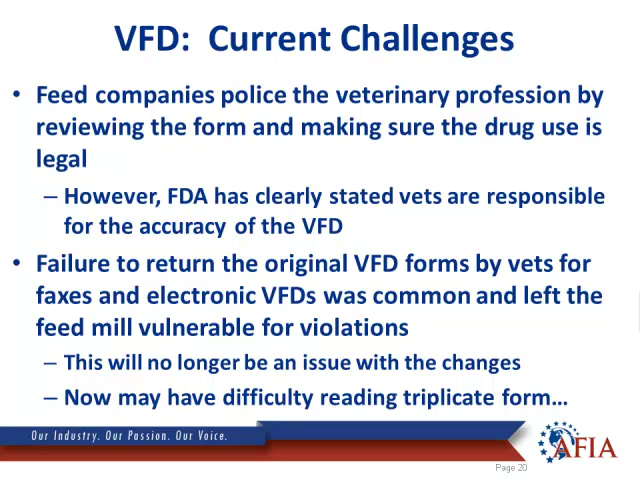 VFD:  Current Challenges
• Feed companies police the veterinary profession by
reviewing the form and making sure the drug use is
legal
– However, FDA has clearly stated vets are responsible
for the accuracy of the VFD
• Failure to return the original VFD forms by vets for
faxes and electronic VFDs was common and left the
feed mill vulnerable for violations
– This will no longer be an issue with the changes
– Now may have difficulty reading triplicate form…
Our Industry. Our Passion. Our Voice.
AFIA
Page 20